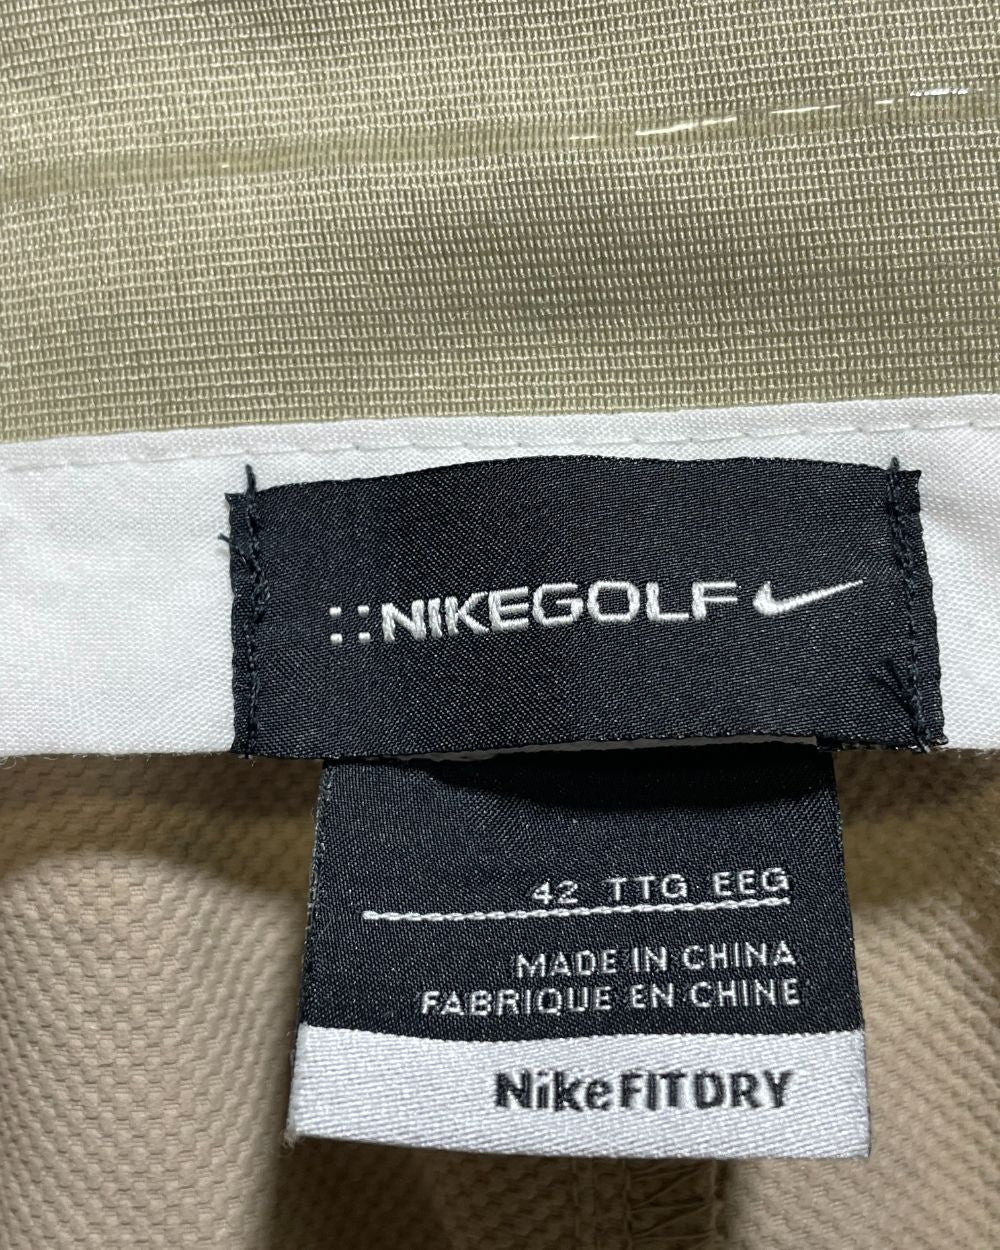 ::NIKEGOLF
42 TTG EEG
MADE IN CHINA
FABRIQUE EN CHINE
NikeFITDRY